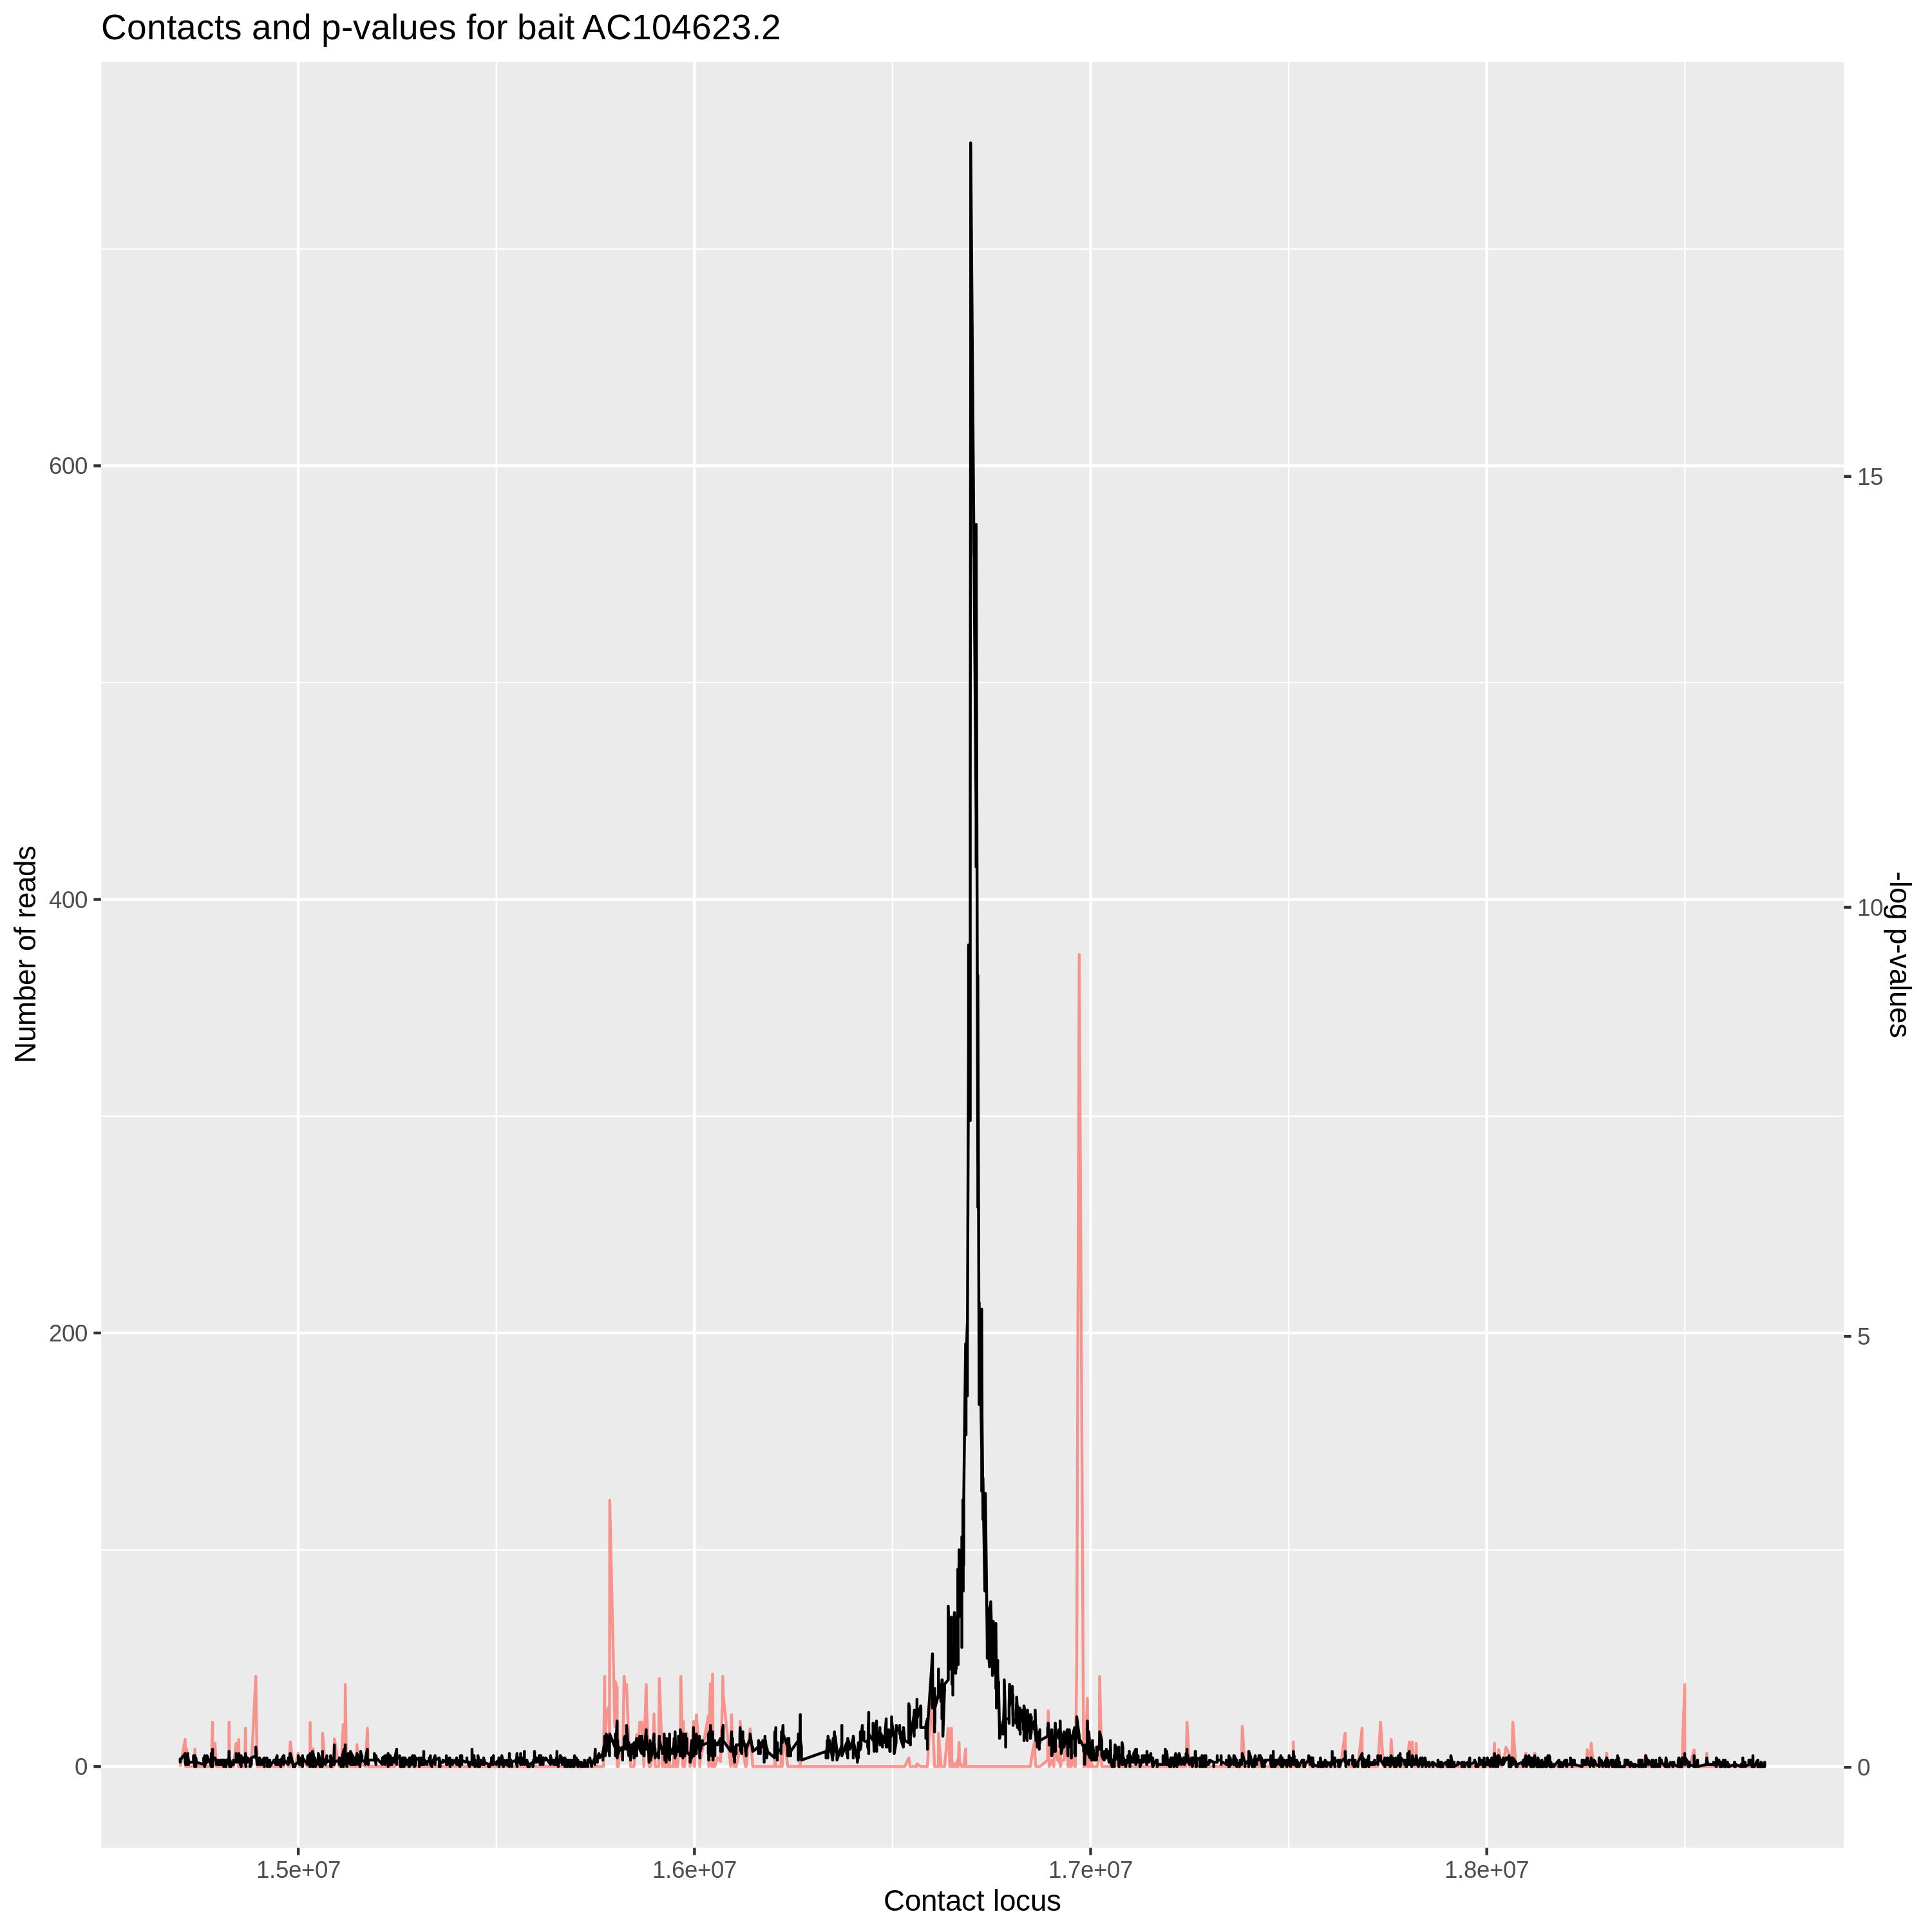 Contacts and p-values for bait AC104623.2
Number of reads
600
400
200
0
15
10
5
0
-log p-values
1.5e+07
1.6e+07
1.7e+07
1.8e+07
Contact locus